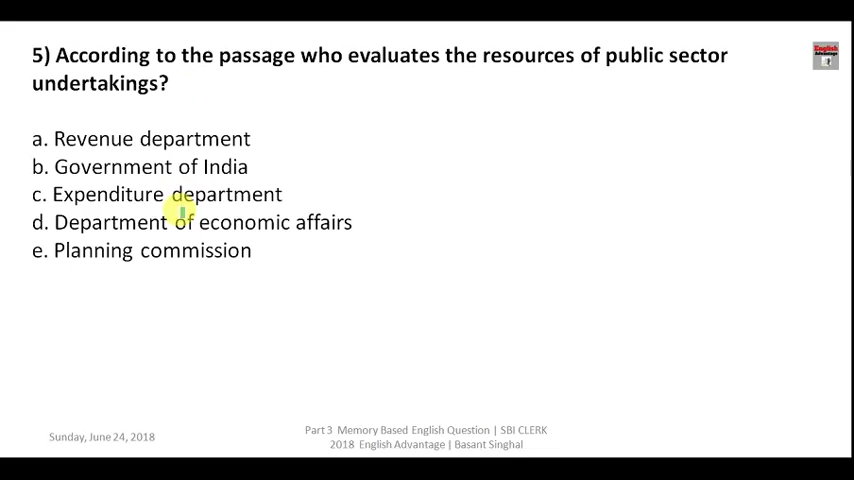 5) According to the passage who evaluates the resources of public sector
undertakings?
a. Revenue department
b. Government of India
c. Expenditure department
d. Department of economic affairs
e. Planning commission
English
Advantage
Sunday, June 24, 2018
Part 3 Memory Based English Question | SBI CLERK
2018 English Advantage | Basant Singhal